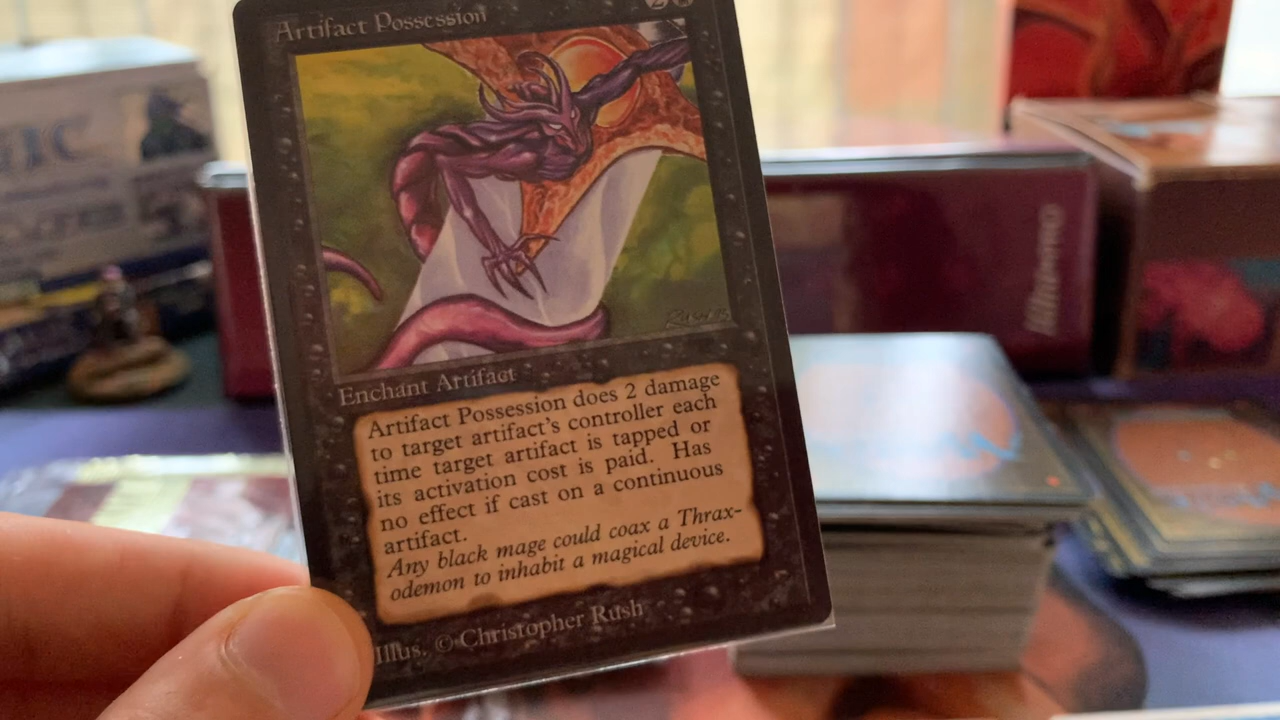 Artifact Possession
2
Enchant Artifact
Artifact Possession does 2 damage
to target artifact's controller each
time target artifact is tapped or
its activation cost is paid. Has
no effect if cast on a continuous
artifact.
Any black mage could coax a Thrax-
odemon to inhabit a magical device.
Illus. © Christopher Rush